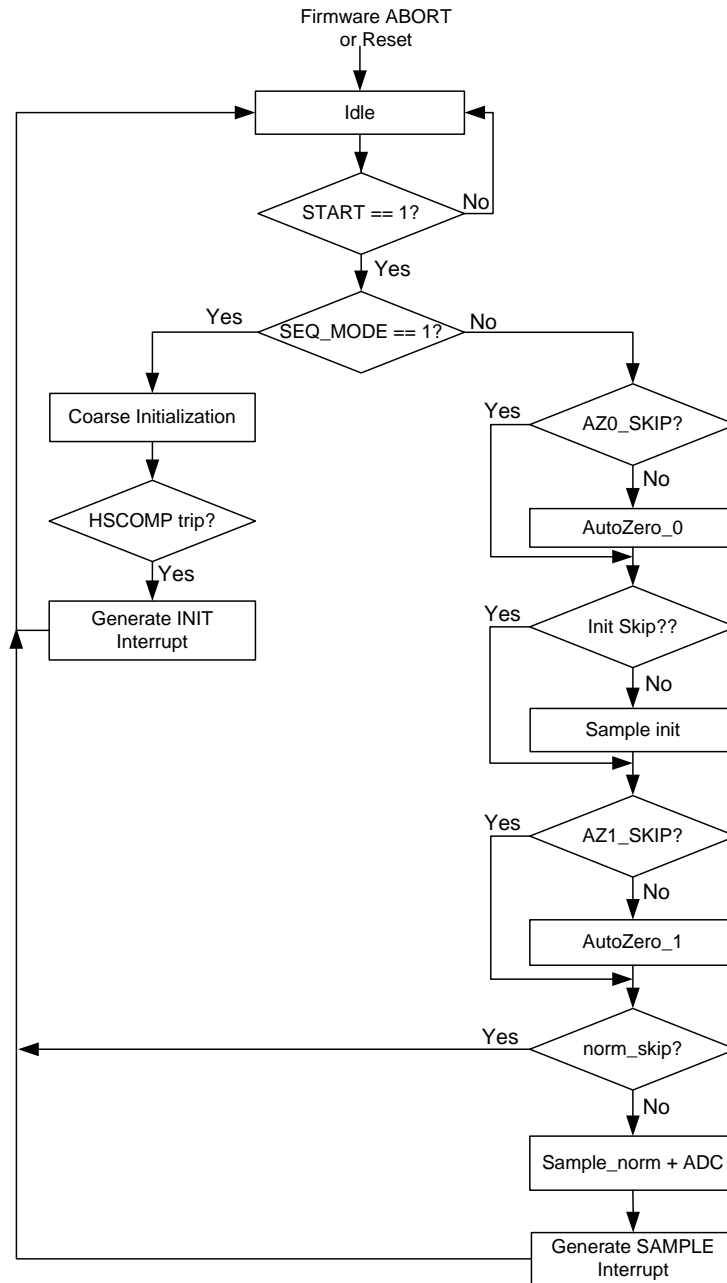 Firmware ABORT
or Reset
Idle
START == 1?
No
Yes
Yes
SEQ_MODE == 1?
No
Coarse Initialization
Yes
AZ0_SKIP?
No
HSCOMP trip?
AutoZero_0
Yes
Generate INIT
Interrupt
Yes
Init Skip??
No
Sample init
Yes
AZ1_SKIP?
No
AutoZero_1
Yes
norm_skip?
No
Sample_norm + ADC
Generate SAMPLE
Interrupt